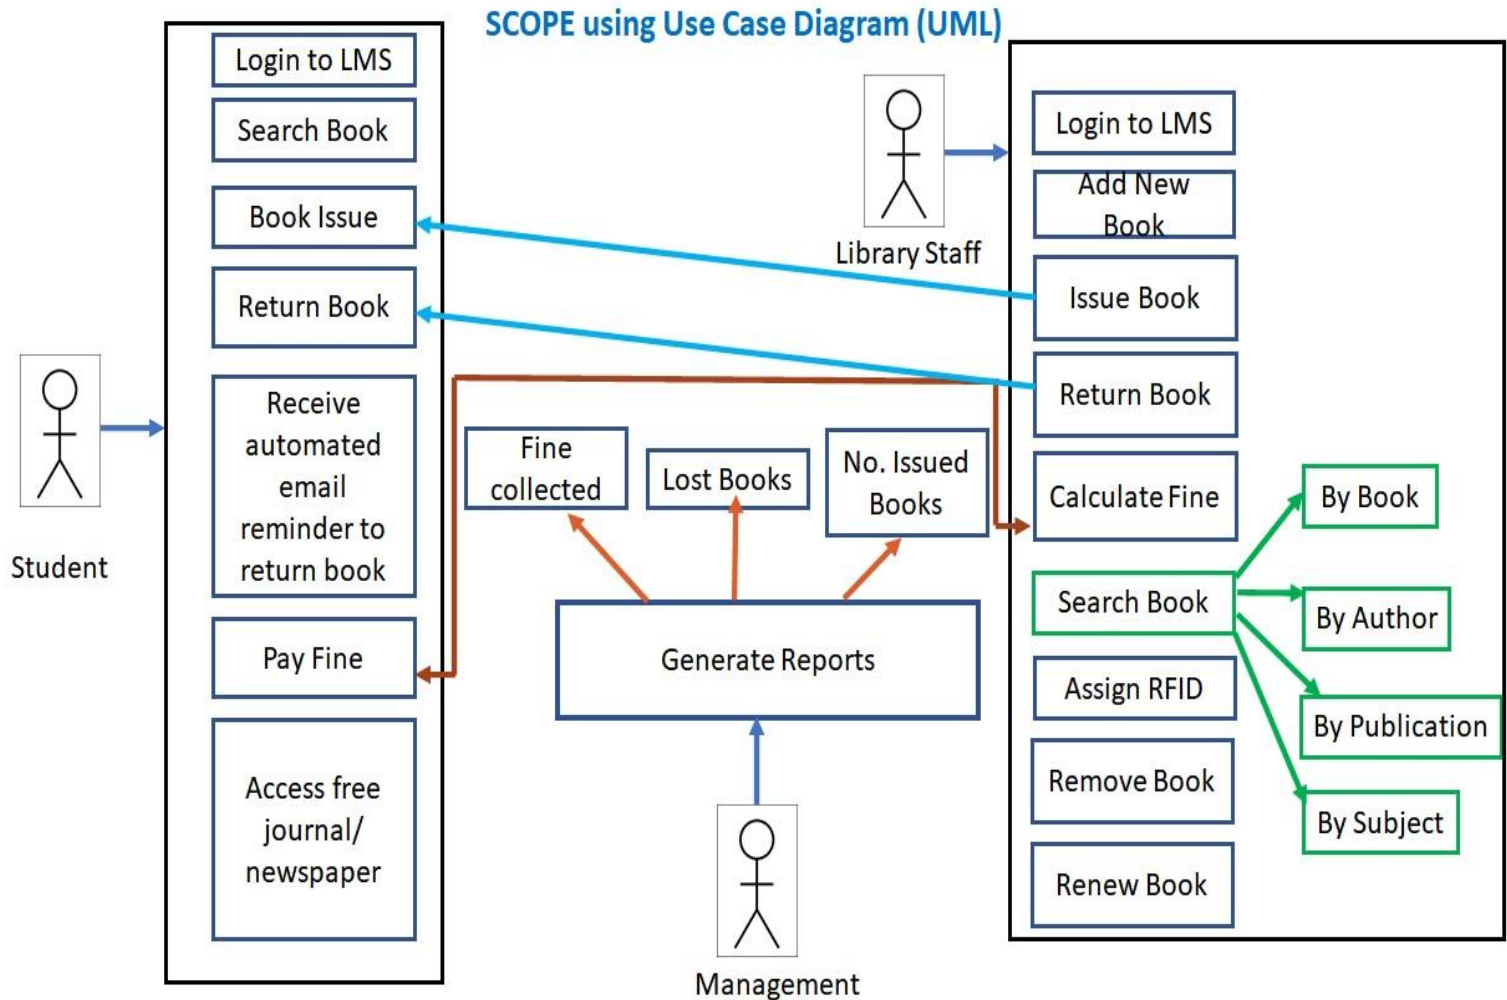 SCOPE using Use Case Diagram (UML)
Login to LMS
Search Book
Book Issue
Return Book
Receive
automated
email
reminder to
return book
Pay Fine
Access free
journal/
newspaper
Student
Library Staff
Fine
collected
Lost Books
No. Issued
Books
Generate Reports
Management
Login to LMS
Add New
Book
Issue Book
Return Book
Calculate Fine
Search Book
Assign RFID
Remove Book
Renew Book
By Book
By Author
By Publication
By Subject